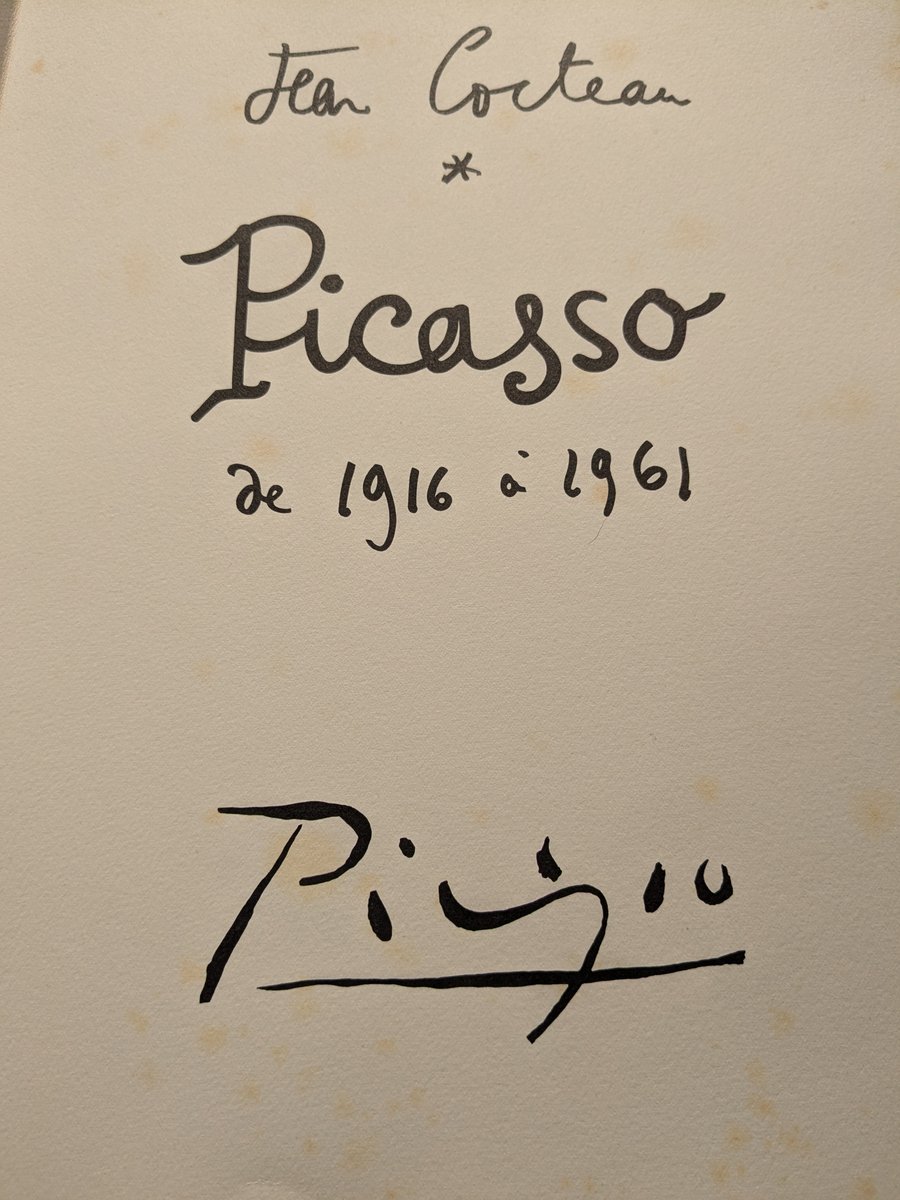 Jean Cocteau
*
Picasso
de 1916 à 1961
Picasso